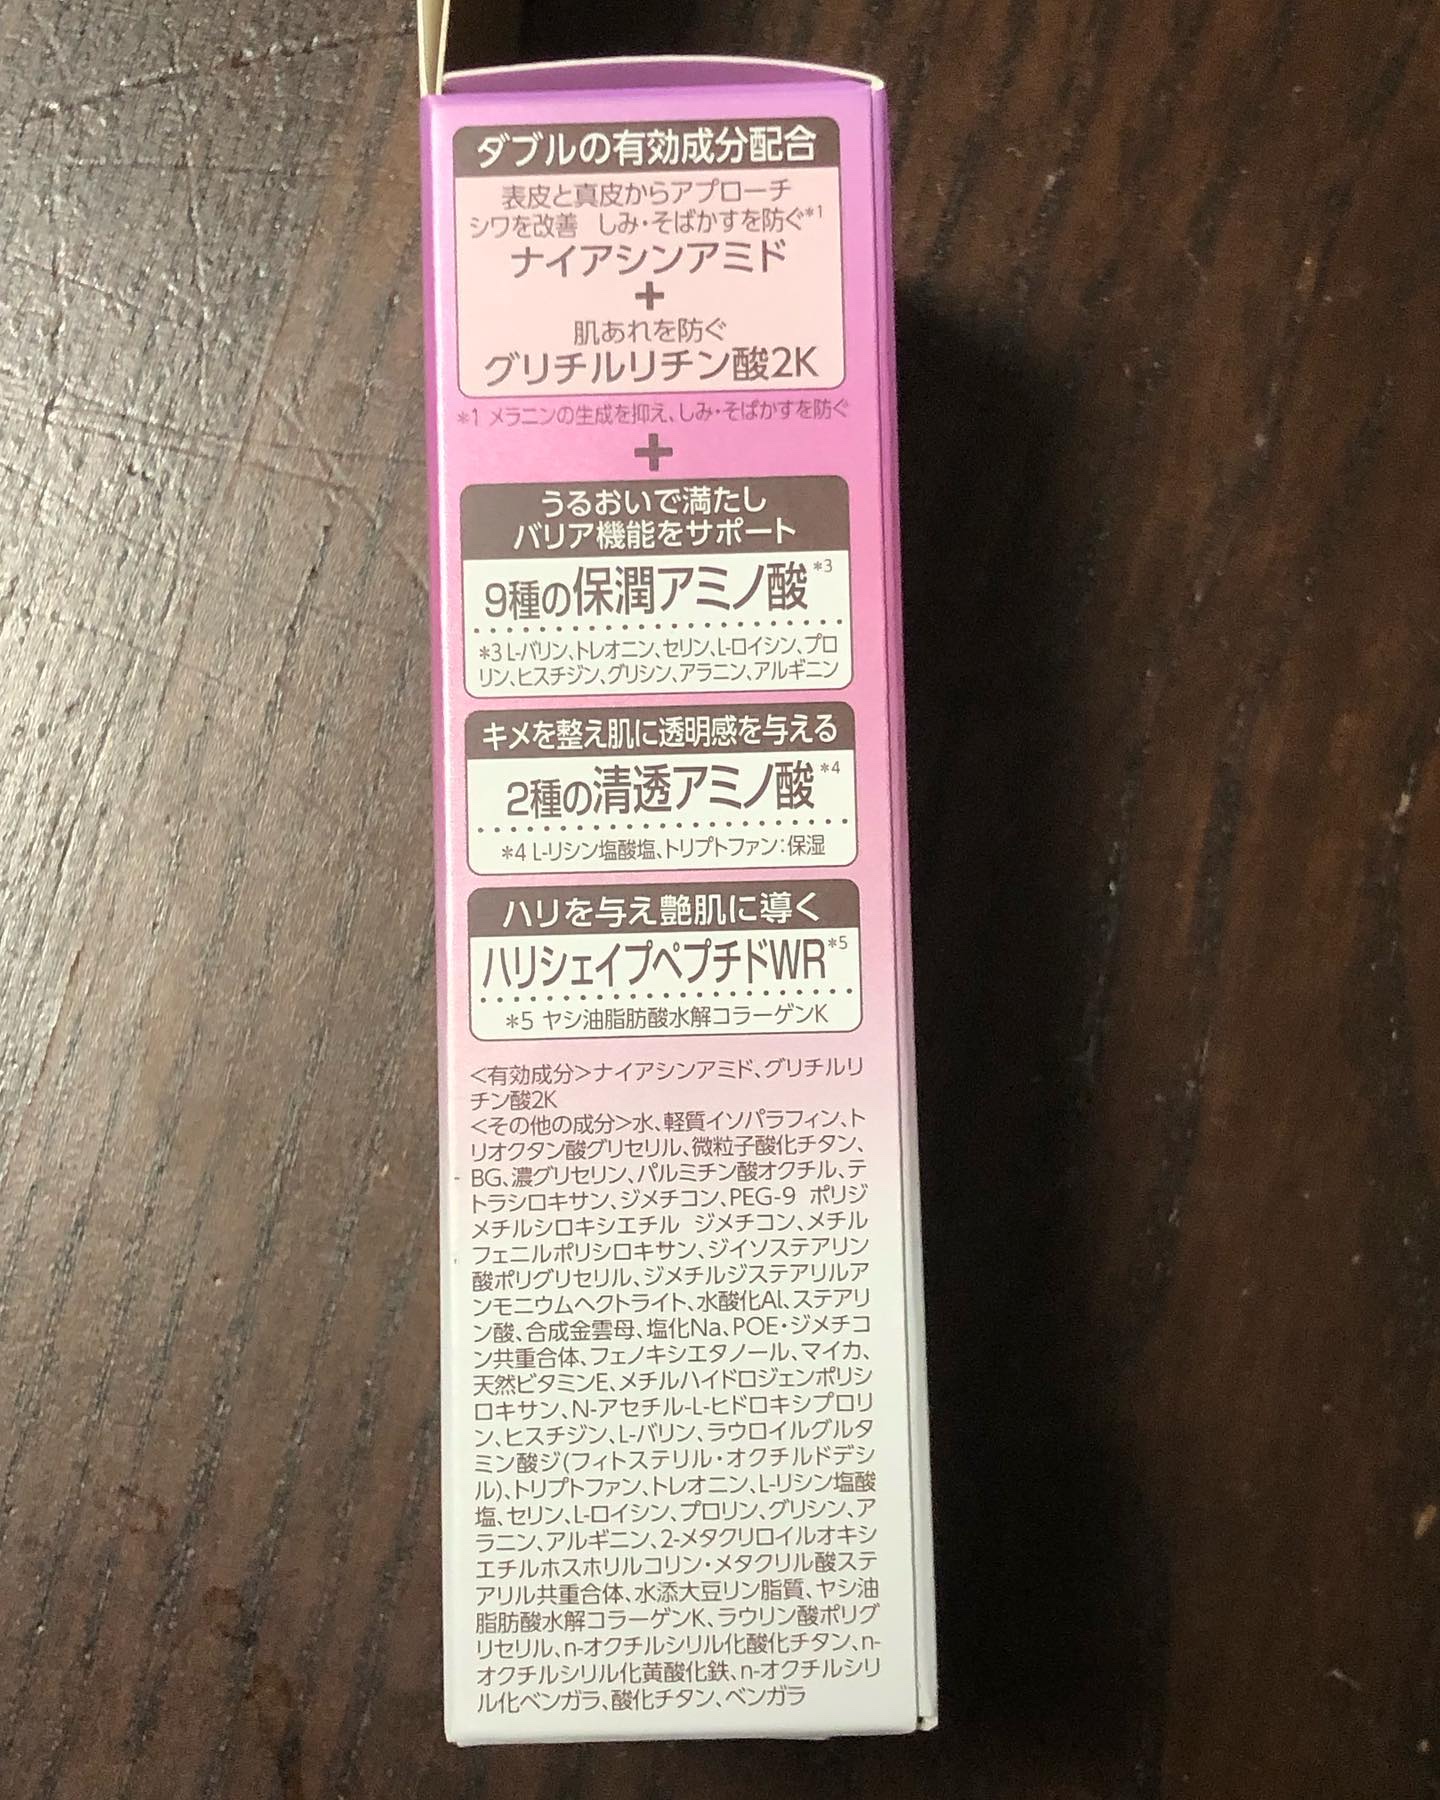 ダブルの有効成分配合
表皮と真皮からアプローチ
シワを改善 しみ・そばかすを防ぐ*1
ナイアシンアミド
+
肌あれを防ぐ
グリチルリチン酸2K
*1 メラニンの生成を抑え、しみ・そばかすを防ぐ
+
うるおいで満たし
バリア機能をサポート
9種の保潤アミノ酸*3
*3 L-バリン、トレオニン、セリン、L-ロイシン、プロ
リン、ヒスチジン、グリシン、アラニン、アルギニン
キメを整え肌に透明感を与える
2種の清透アミノ酸*4
*4 L-リシン塩酸塩、トリプトファン:保湿
ハリを与え艶肌に導く
ハリシェイプペプチドWR*5
*5 ヤシ油脂肪酸水解コラーゲンK
<有効成分>ナイアシンアミド、グリチルリ
チン酸2K
<その他の成分>水、軽質イソパラフィン、ト
リオクタン酸グリセリル、微粒子酸化チタン、
BG、濃グリセリン、パルミチン酸オクチル、テ
トラシロキサン、ジメチコン、PEG-9 ポリジ
メチルシロキシエチル ジメチコン、メチル
フェニルポリシロキサン、ジイソステアリン
酸ポリグリセリル、ジメチルジステアリルア
ンモニウムヘクトライト、水酸化Al、ステアリ
ン酸、合成金雲母、塩化Na、POE・ジメチコ
ン共重合体、フェノキシエタノール、マイカ、
天然ビタミンE、メチルハイドロジェンポリシ
ロキサン、N-アセチル-L-ヒドロキシプロリ
ン、ヒスチジン、L-バリン、ラウロイルグルタ
ミン酸ジ(フィトステリル・オクチルドデシ
ル)、トリプトファン、トレオニン、L-リシン塩酸
塩、セリン、L-ロイシン、プロリン、グリシン、ア
ラニン、アルギニン、2-メタクリロイルオキシ
エチルホスホリルコリン・メタクリル酸ステ
アリル共重合体、水添大豆リン脂質、ヤシ油
脂肪酸水解コラーゲンK、ラウリン酸ポリグ
リセリル、n-オクチルシリル化酸化チタン、n-
オクチルシリル化黄酸化鉄、n-オクチルシリ
ル化ベンガラ、酸化チタン、ベンガラ